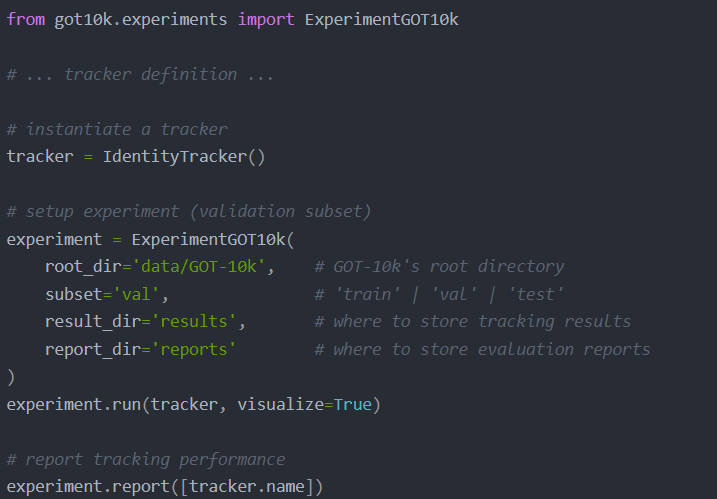 from got10k.experiments import ExperimentGOT10k
# ... tracker definition ...
# instantiate a tracker
tracker = IdentityTracker()
# setup experiment (validation subset)
experiment = ExperimentGOT10k(
    root_dir='data/GOT-10k',    # GOT-10k's root directory
    subset='val',               # 'train' | 'val' | 'test'
    result_dir='results',       # where to store tracking results
    report_dir='reports'        # where to store evaluation reports
)
experiment.run(tracker, visualize=True)
# report tracking performance
experiment.report([tracker.name])